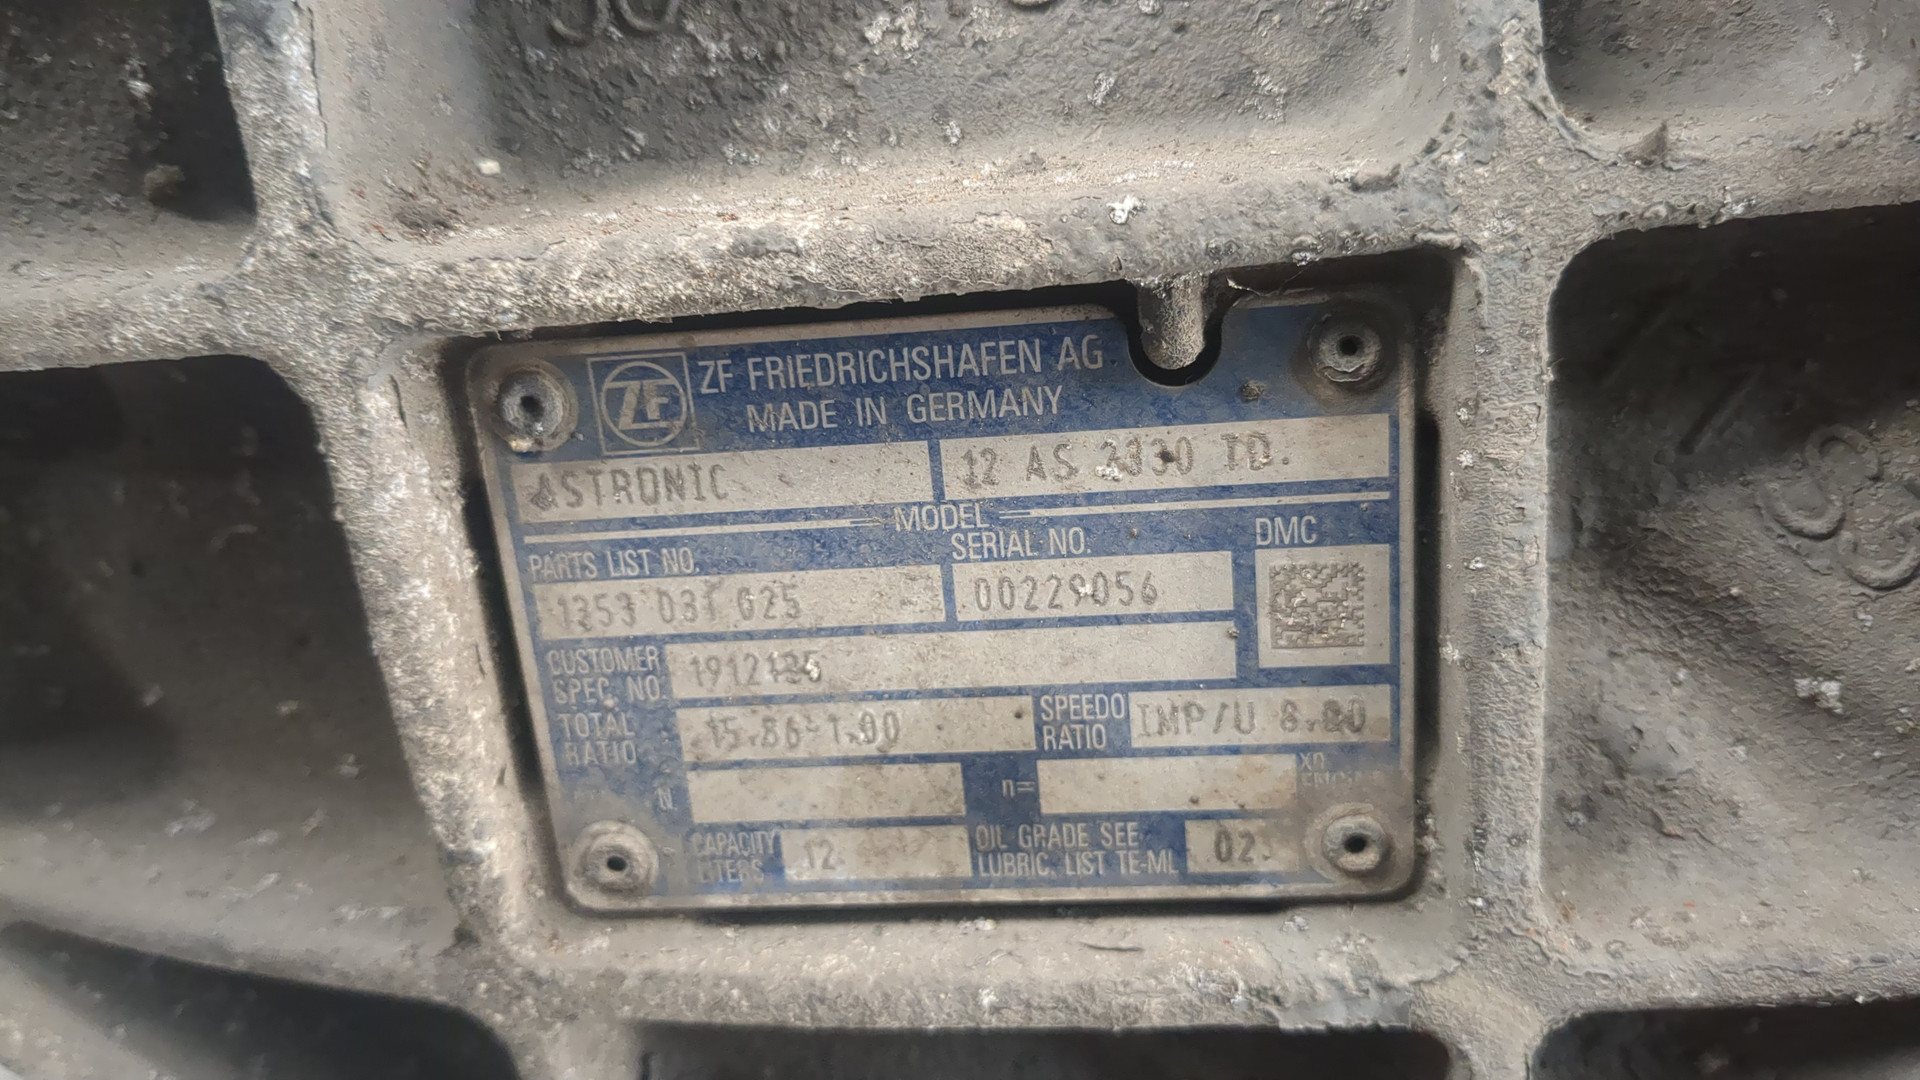 ZF
ZF FRIEDRICHSHAFEN AG
MADE IN GERMANY
ASTRONIC
12 AS 2330 TD.
MODEL
PARTS LIST NO.
SERIAL NO.
DMC
1353 031 025
00229056
CUSTOMER
SPEC. NO.
1912185
TOTAL
RATIO
15.86-1.00
SPEEDO
RATIO
IMP/U 8.00
N.
n=
CAPACITY
LITERS
12
OIL GRADE SEE
LUBRIC. LIST TE-ML
02.